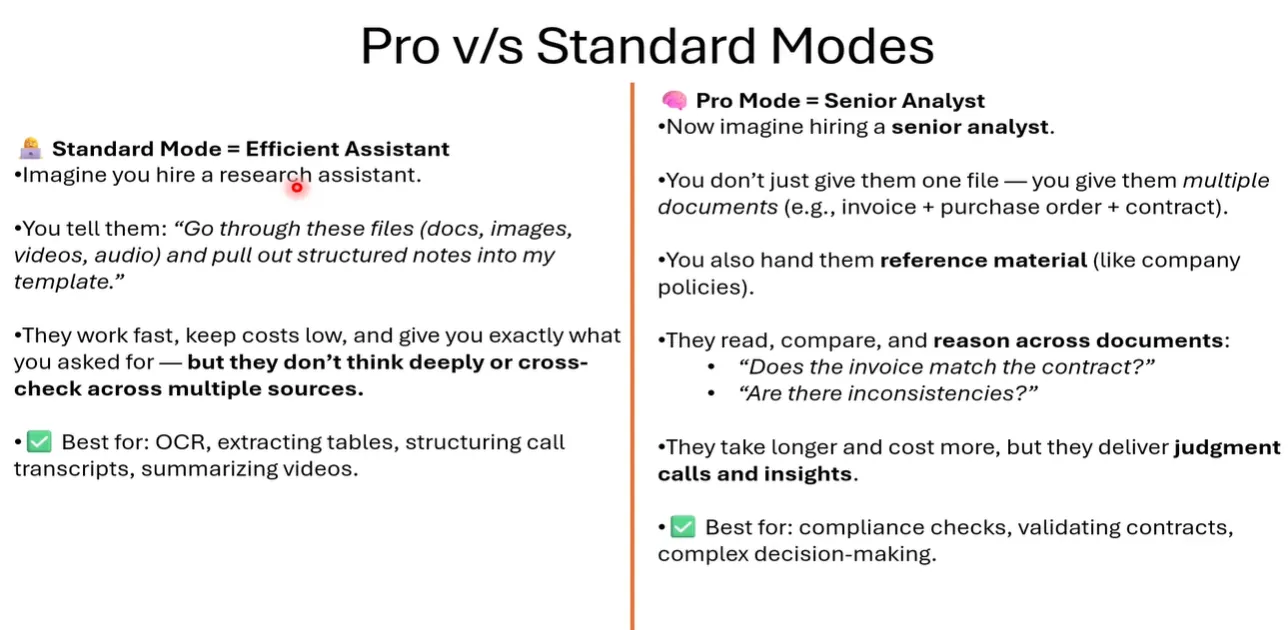 Pro v/s Standard Modes
🧑‍💻 Standard Mode = Efficient Assistant
•Imagine you hire a research assistant.
•You tell them: “Go through these files (docs, images,
videos, audio) and pull out structured notes into my
template.”
•They work fast, keep costs low, and give you exactly what
you asked for — but they don’t think deeply or cross-
check across multiple sources.
•✅ Best for: OCR, extracting tables, structuring call
transcripts, summarizing videos.
🧠 Pro Mode = Senior Analyst
•Now imagine hiring a senior analyst.
•You don’t just give them one file — you give them multiple
documents (e.g., invoice + purchase order + contract).
•You also hand them reference material (like company
policies).
•They read, compare, and reason across documents:
• “Does the invoice match the contract?”
• “Are there inconsistencies?”
•They take longer and cost more, but they deliver judgment
calls and insights.
•✅ Best for: compliance checks, validating contracts,
complex decision-making.